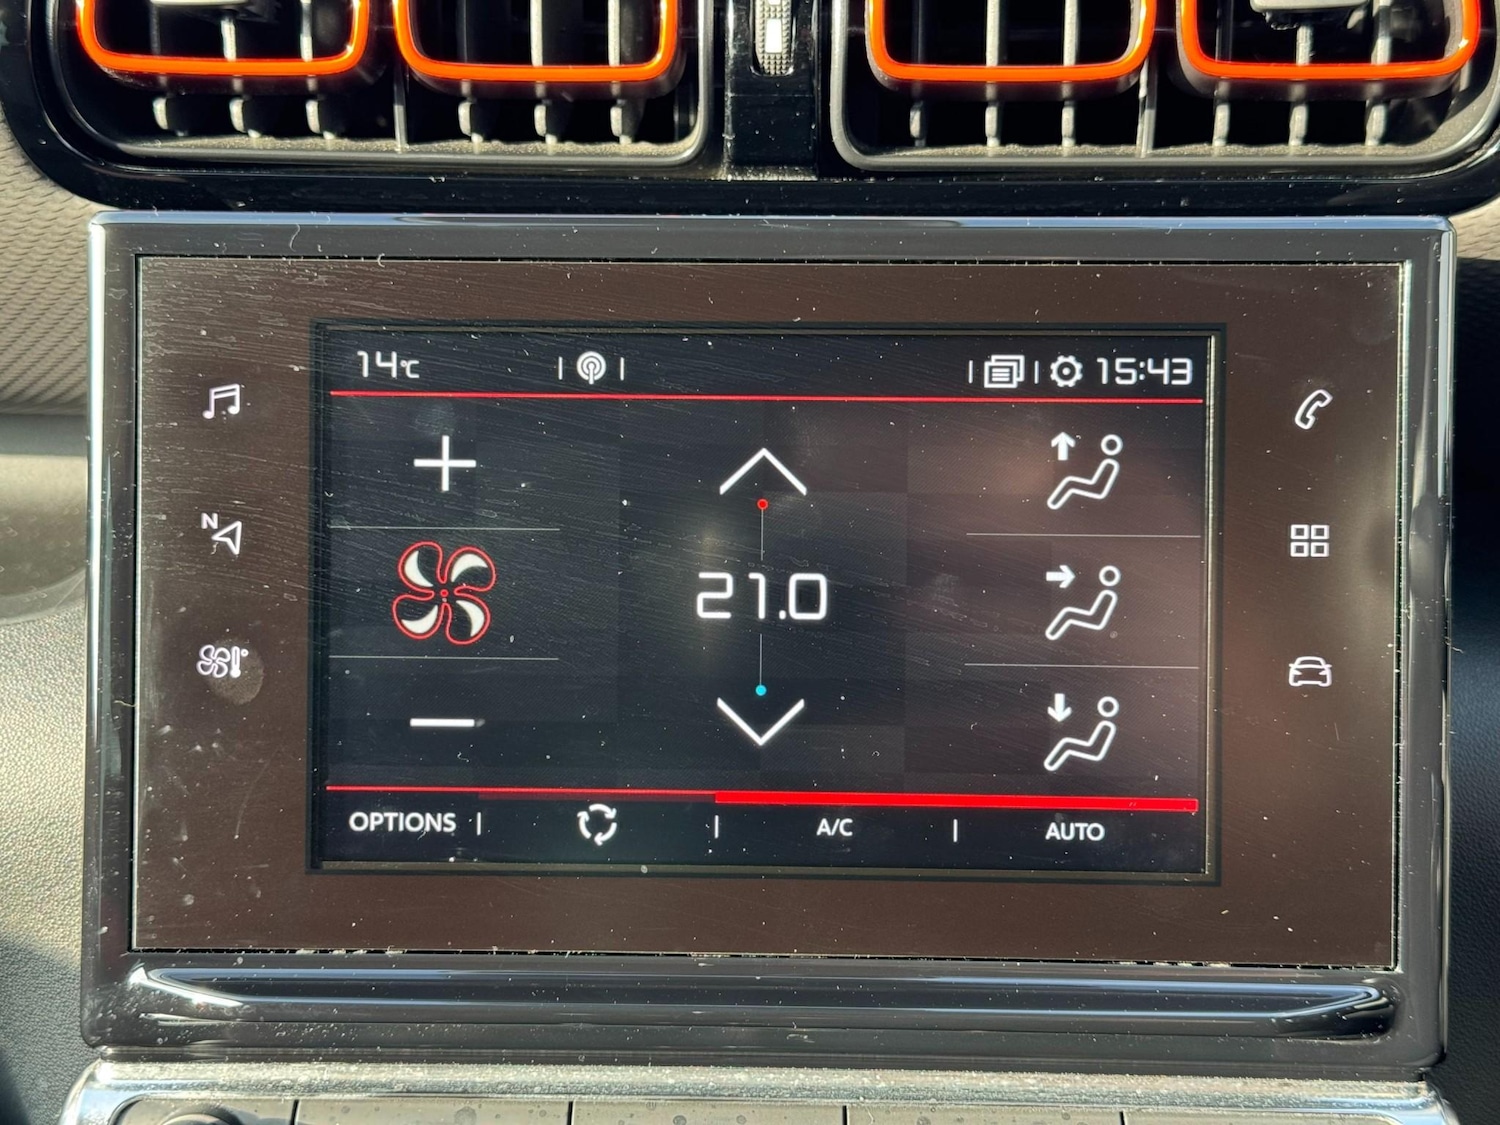 14°C 15:43
N
21.0
OPTIONS A/C AUTO